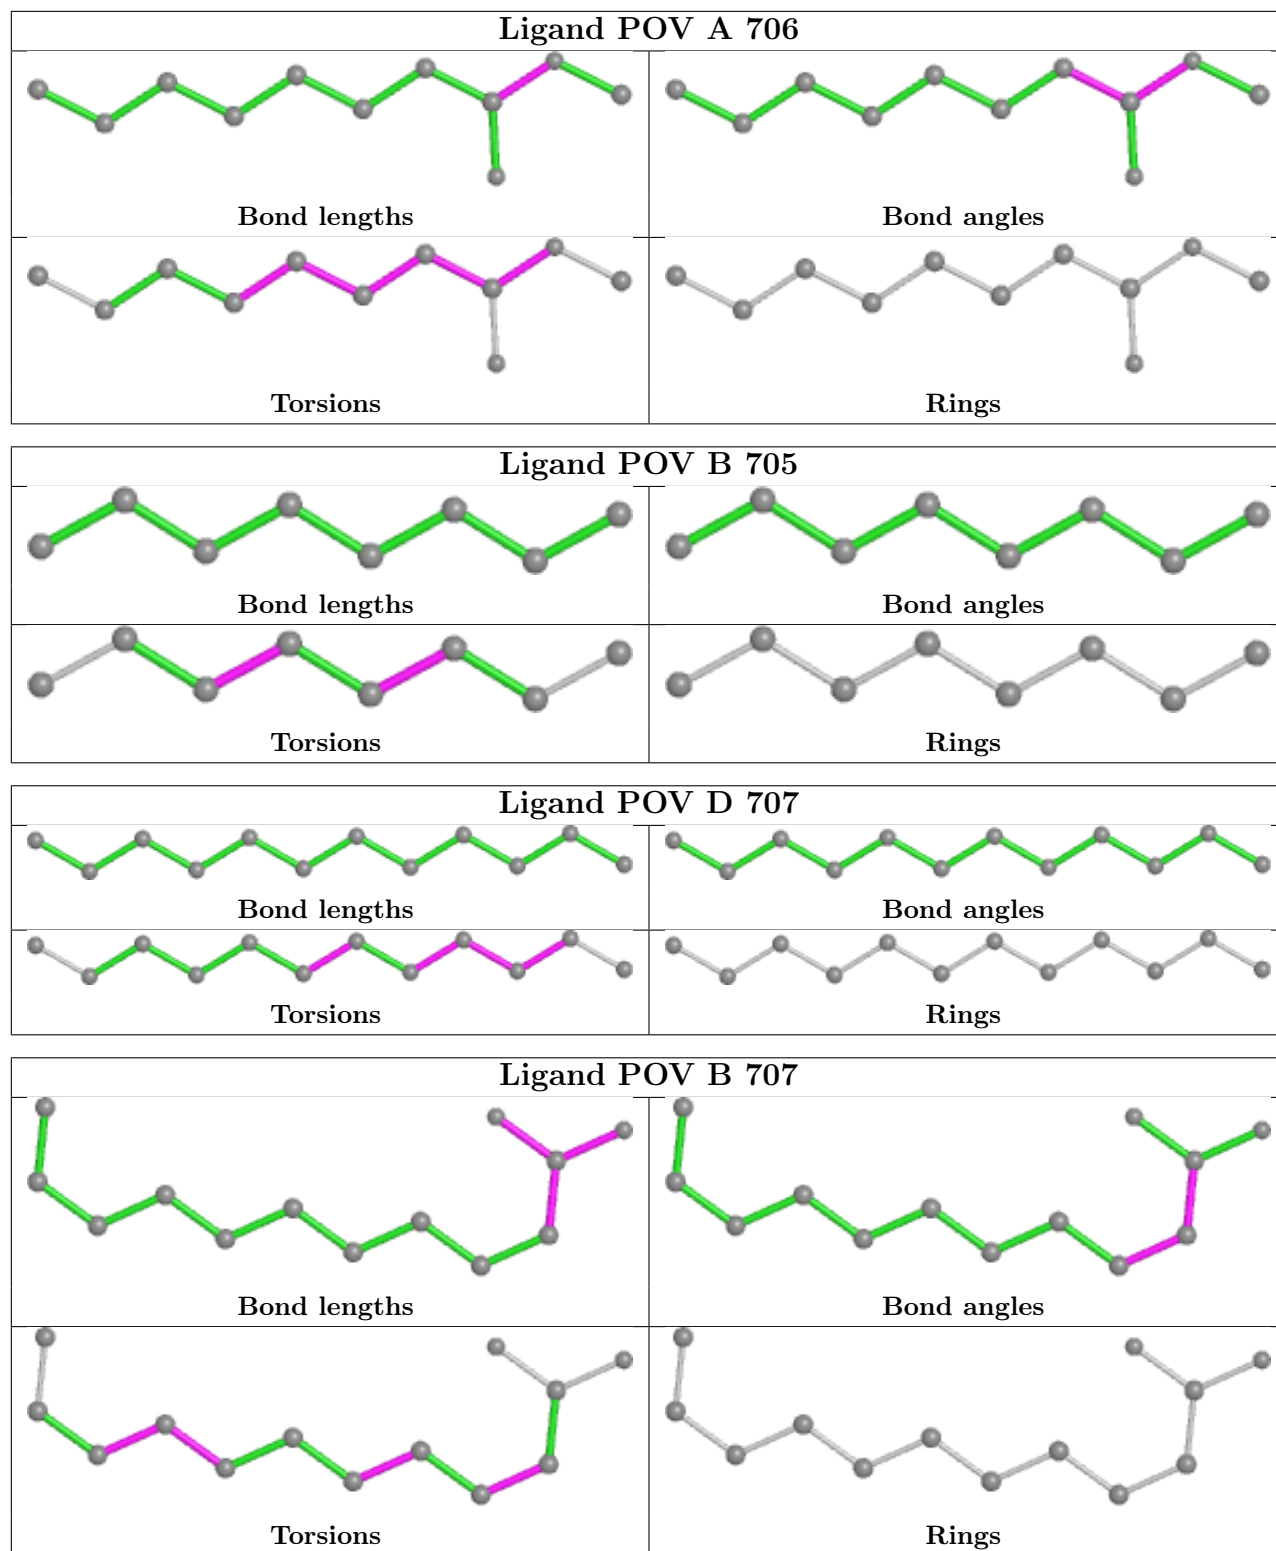 Ligand POV A 706
Bond lengths
Bond angles
Torsions
Rings
Ligand POV B 705
Bond lengths
Bond angles
Torsions
Rings
Ligand POV D 707
Bond lengths
Bond angles
Torsions
Rings
Ligand POV B 707
Bond lengths
Bond angles
Torsions
Rings